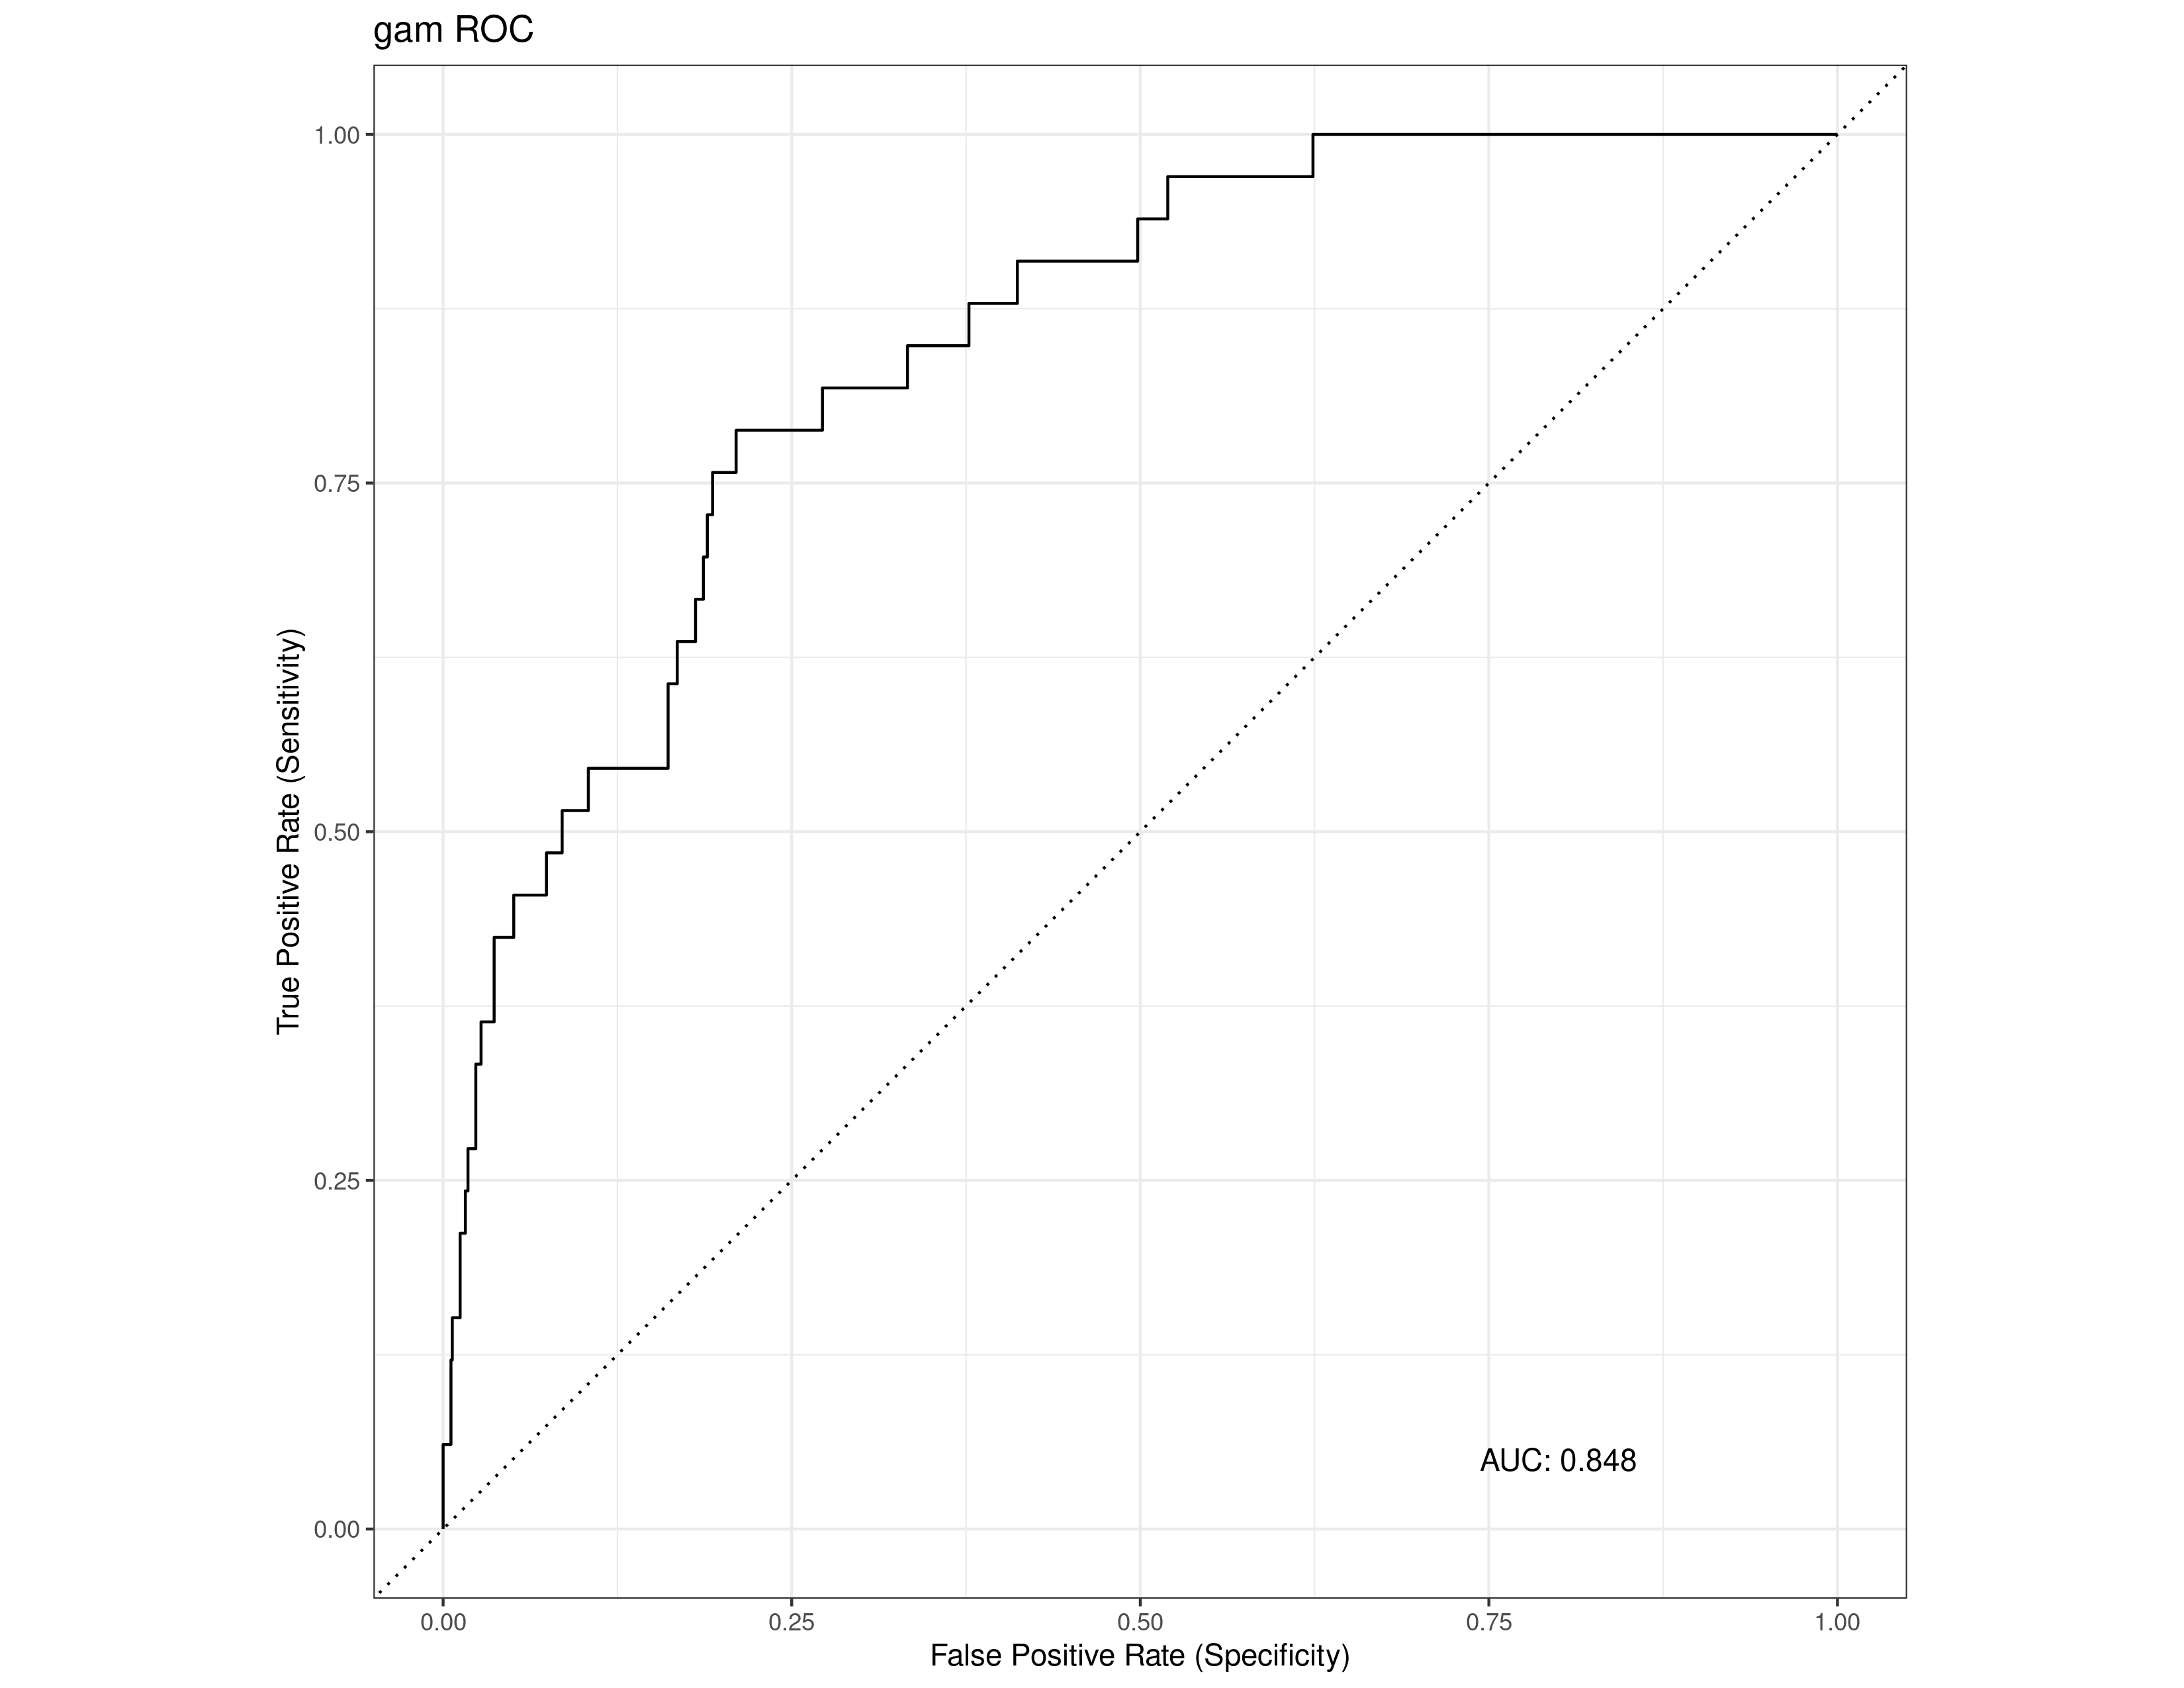 gam ROC
1.00
0.75
0.50
0.25
0.00
True Positive Rate (Sensitivity)
AUC: 0.848
0.00 0.25 0.50 0.75 1.00
False Positive Rate (Specificity)